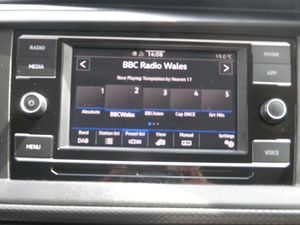 RADIO
MEDIA
MENU
14:08
19.0°C
BBC Radio Wales
Now Playing Temptation by Heaven 17
1 2 3 4 5
Absolute BBCWales BBCAsian Cap DNCE Grt Hits
Band Station list Preset list View Manual Settings
DAB
PHONE
APP
VOICE